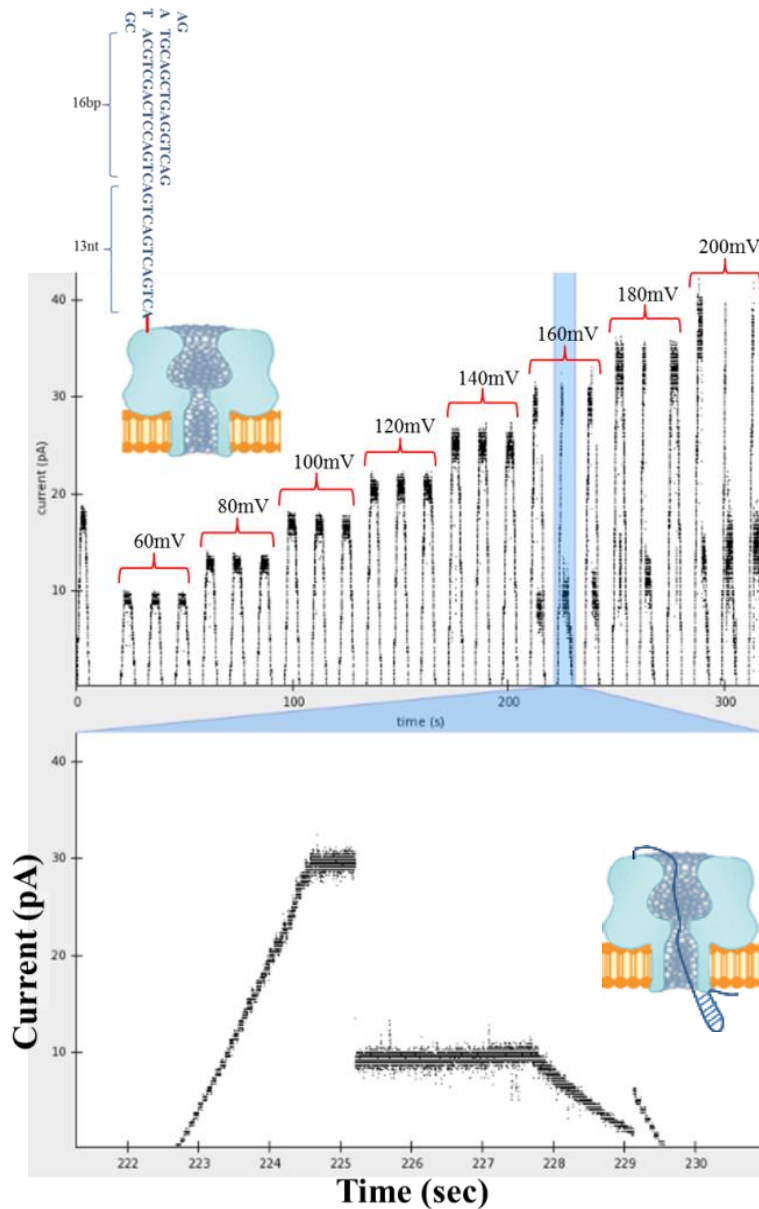 AG
A TGCAGCTGAGGTCAG
T ACGTCGACTCCAGTCAGTCAGTCAGTCA
GC
16bp
13nt
200mV
180mV
160mV
140mV
120mV
100mV
80mV
60mV
current (pA)
40
30
20
10
0
100
200
300
time (s)
Current (pA)
40
30
20
10
222
223
224
225
226
227
228
229
230
Time (sec)